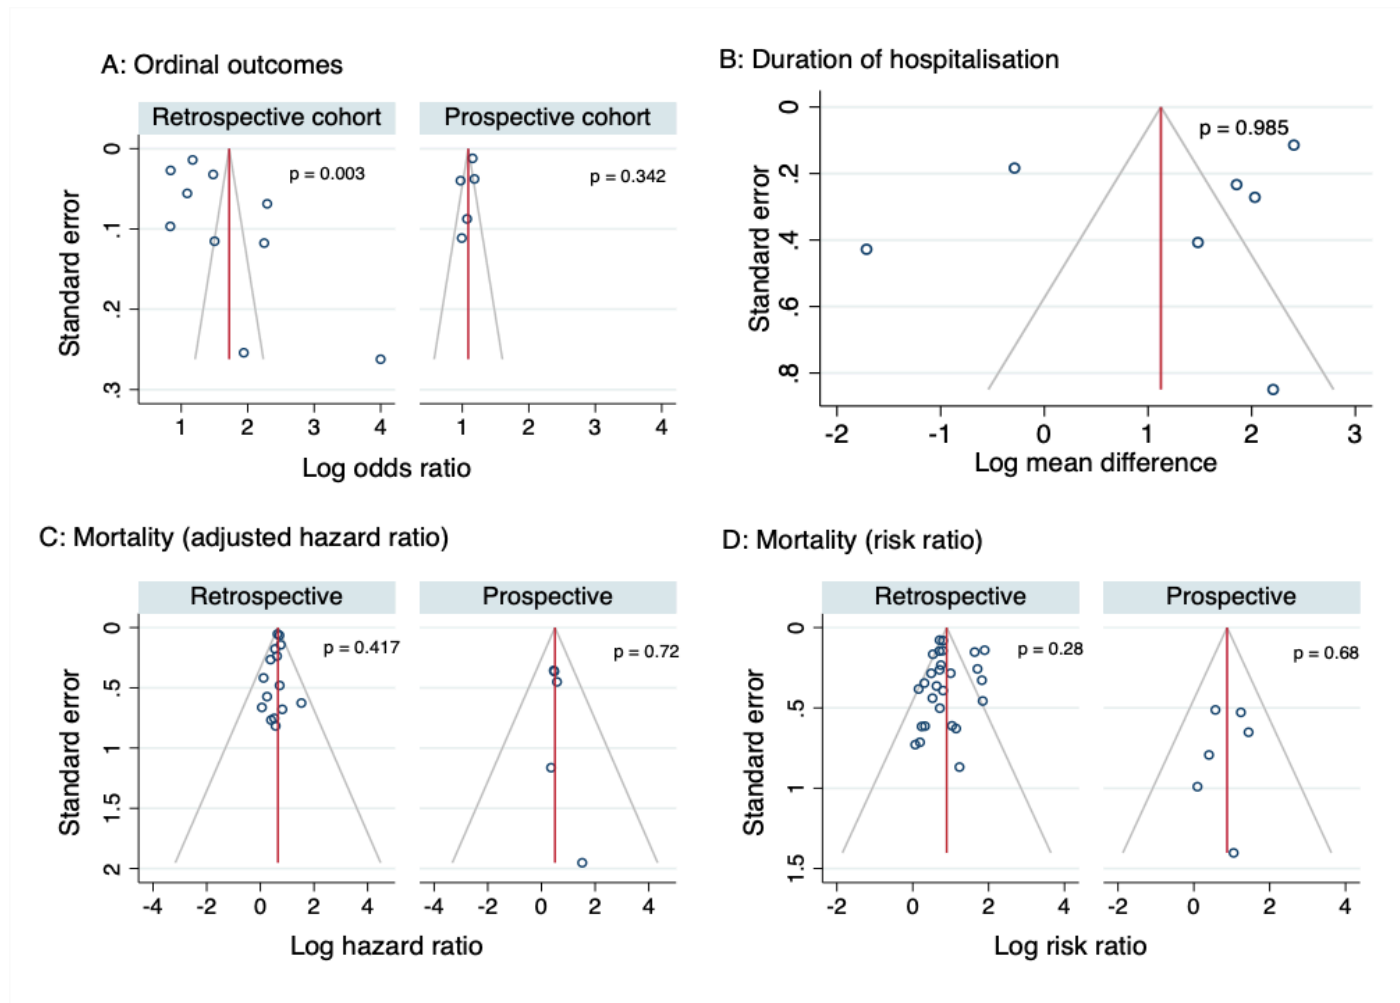 A: Ordinal outcomes
Retrospective cohort
Prospective cohort
p = 0.003
p = 0.342
Standard error
0
.1
.2
.3
1 2 3 4
1 2 3 4
Log odds ratio
B: Duration of hospitalisation
p = 0.985
Standard error
0
.2
.4
.6
.8
-2 -1 0 1 2 3
Log mean difference
C: Mortality (adjusted hazard ratio)
Retrospective
Prospective
p = 0.417
p = 0.72
Standard error
0
.5
1
1.5
2
-4 -2 0 2 4
-4 -2 0 2 4
Log hazard ratio
D: Mortality (risk ratio)
Retrospective
Prospective
p = 0.28
p = 0.68
Standard error
0
.5
1
1.5
-2 0 2 4
-2 0 2 4
Log risk ratio